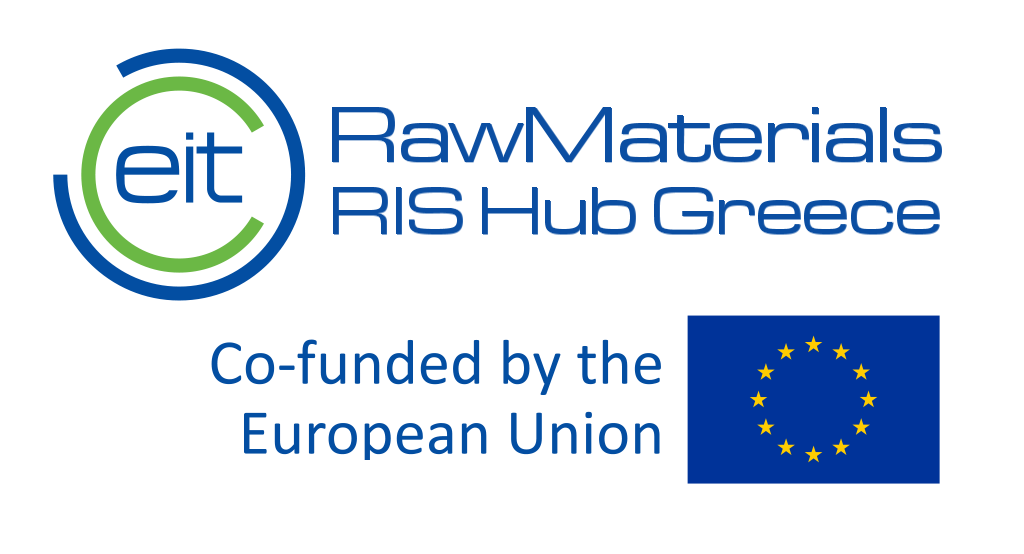 eit
RawMaterials
RIS Hub Greece
Co-funded by the
European Union